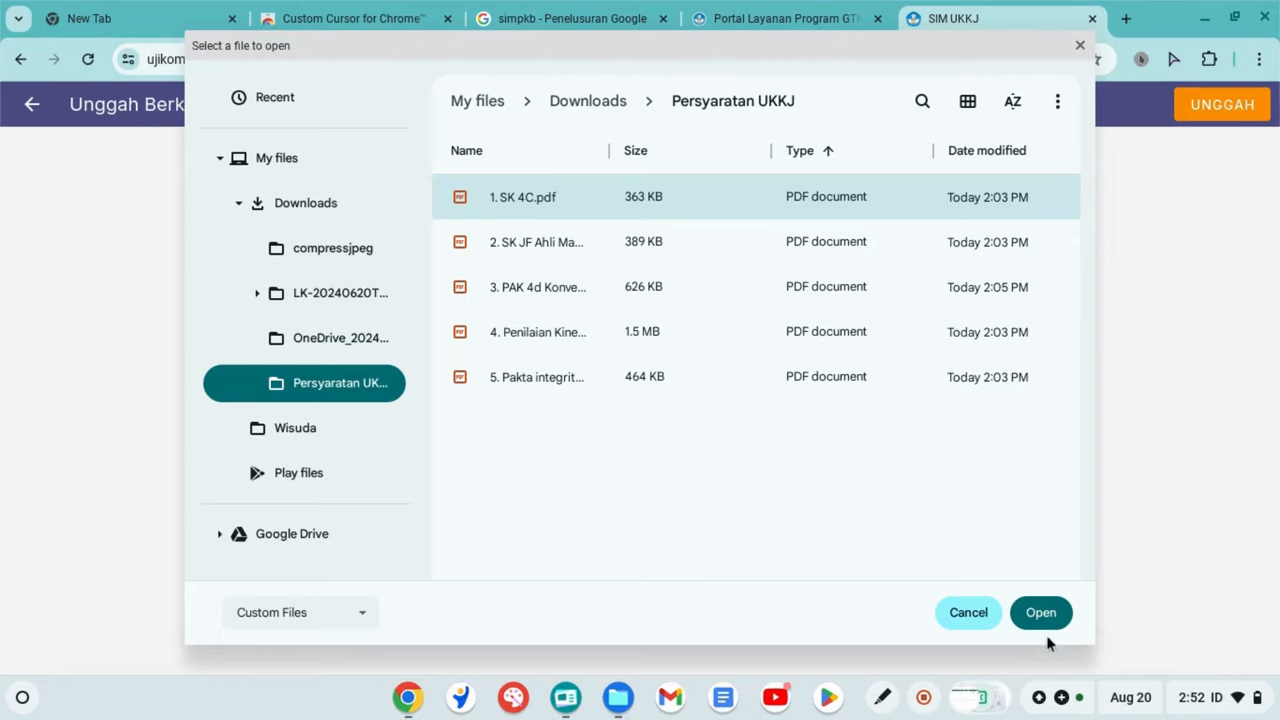 New Tab
Custom Cursor for Chrome™
simpkb - Penelusuran Google
Portal Layanan Program GTK
SIM UKKJ
ujikom
Unggah Berk
UNGGAH
Select a file to open
Recent
My files
Downloads
compressjpeg
LK-20240620T...
OneDrive_2024...
Persyaratan UK...
Wisuda
Play files
Google Drive
My files
Downloads
Persyaratan UKKJ
AZ
Name
Size
Type
Date modified
1. SK 4C.pdf
363 KB
PDF document
Today 2:03 PM
2. SK JF Ahli Ma...
389 KB
PDF document
Today 2:03 PM
3. PAK 4d Konve...
626 KB
PDF document
Today 2:05 PM
4. Penilaian Kine...
1.5 MB
PDF document
Today 2:03 PM
5. Pakta integrit...
464 KB
PDF document
Today 2:03 PM
Custom Files
Cancel
Open
Aug 20
2:52 ID